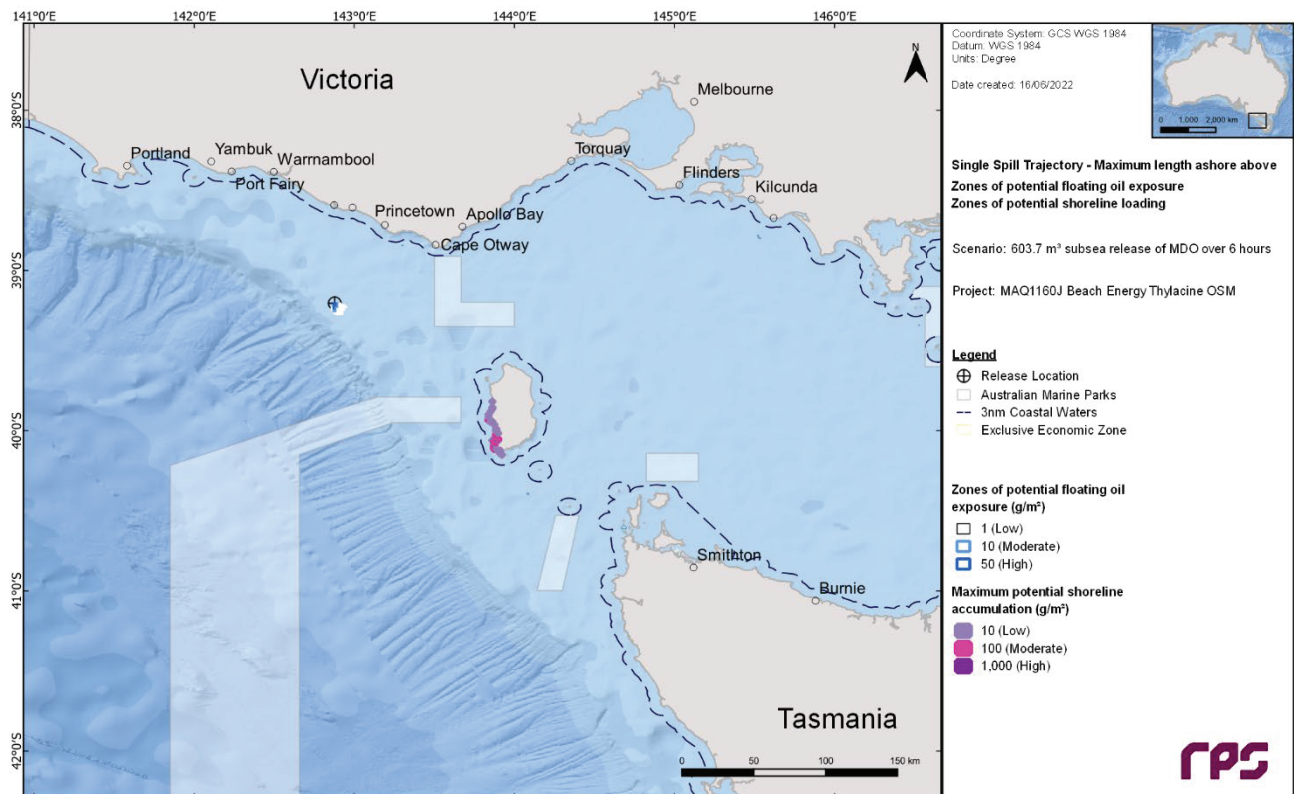 141°0'E
142°0'E
143°0'E
144°0'E
145°0'E
146°0'E
38°0'S
39°0'S
40°0'S
41°0'S
42°0'S
N
Victoria
Melbourne
Portland
Yambuk
Warrnambool
Port Fairy
Torquay
Flinders
Kilcunda
Princetown
Apollo Bay
Cape Otway
Smithton
Burnie
Tasmania
0 50 100 150 km
Coordinate System: GCS WGS 1984
Datum: WGS 1984
Units: Degree
Date created: 16/06/2022
0 1,000 2,000 km
Single Spill Trajectory - Maximum length ashore above
Zones of potential floating oil exposure
Zones of potential shoreline loading
Scenario: 603.7 m³ subsea release of MDO over 6 hours
Project: MAQ1160J Beach Energy Thylacine OSM
Legend
Release Location
Australian Marine Parks
3nm Coastal Waters
Exclusive Economic Zone
Zones of potential floating oil
exposure (g/m²)
1 (Low)
10 (Moderate)
50 (High)
Maximum potential shoreline
accumulation (g/m²)
10 (Low)
100 (Moderate)
1,000 (High)
rps